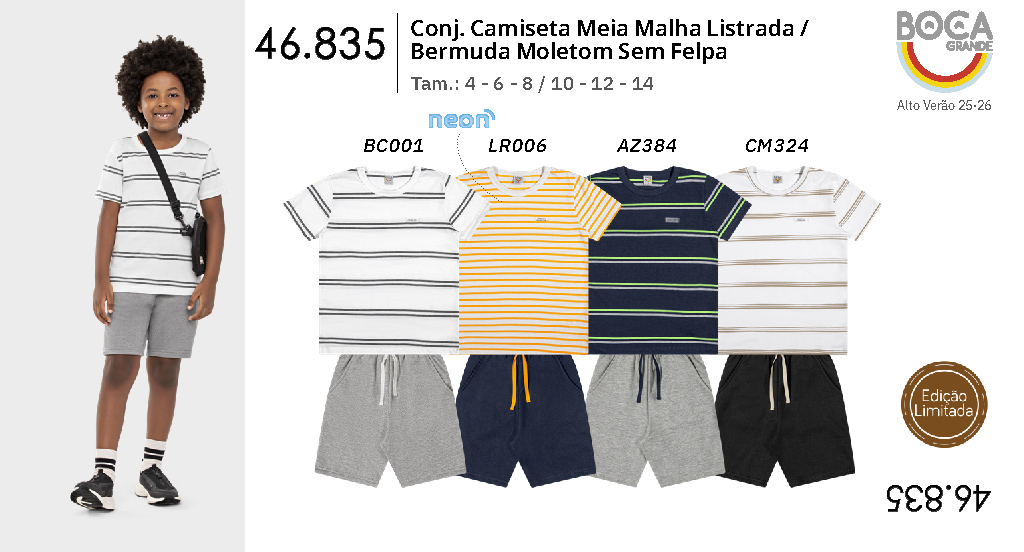 46.835
Conj. Camiseta Meia Malha Listrada /
Bermuda Moletom Sem Felpa
Tam.: 4 - 6 - 8 / 10 - 12 - 14
BOCA
GRANDE
Alto Verão 25-26
neon
BC001
LR006
AZ384
CM324
Edição
Limitada
46.835